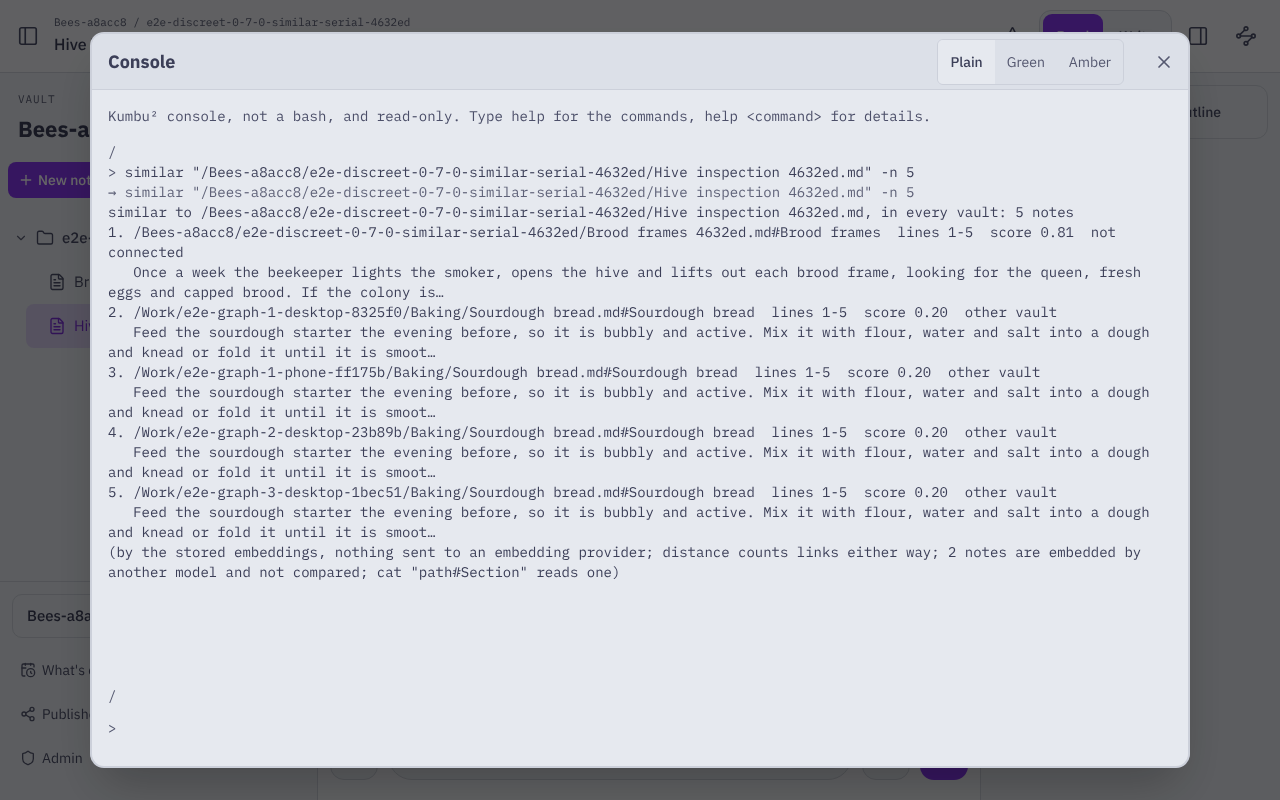 Bees-a8acc8 / e2e-discreet-0-7-0-similar-serial-4632ed
Hive
VAULT
Bees-a
New not
e2e-
Br
Hi
tline
Console
Plain
Green
Amber
Kumbu² console, not a bash, and read-only. Type help for the commands, help <command> for details.
/
> similar "/Bees-a8acc8/e2e-discreet-0-7-0-similar-serial-4632ed/Hive inspection 4632ed.md" -n 5
→ similar "/Bees-a8acc8/e2e-discreet-0-7-0-similar-serial-4632ed/Hive inspection 4632ed.md" -n 5
similar to /Bees-a8acc8/e2e-discreet-0-7-0-similar-serial-4632ed/Hive inspection 4632ed.md, in every vault: 5 notes
1. /Bees-a8acc8/e2e-discreet-0-7-0-similar-serial-4632ed/Brood frames 4632ed.md#Brood frames  lines 1-5  score 0.81  not
connected
Once a week the beekeeper lights the smoker, opens the hive and lifts out each brood frame, looking for the queen, fresh
eggs and capped brood. If the colony is…
2. /Work/e2e-graph-1-desktop-8325f0/Baking/Sourdough bread.md#Sourdough bread  lines 1-5  score 0.20  other vault
Feed the sourdough starter the evening before, so it is bubbly and active. Mix it with flour, water and salt into a dough
and knead or fold it until it is smoot…
3. /Work/e2e-graph-1-phone-ff175b/Baking/Sourdough bread.md#Sourdough bread  lines 1-5  score 0.20  other vault
Feed the sourdough starter the evening before, so it is bubbly and active. Mix it with flour, water and salt into a dough
and knead or fold it until it is smoot…
4. /Work/e2e-graph-2-desktop-23b89b/Baking/Sourdough bread.md#Sourdough bread  lines 1-5  score 0.20  other vault
Feed the sourdough starter the evening before, so it is bubbly and active. Mix it with flour, water and salt into a dough
and knead or fold it until it is smoot…
5. /Work/e2e-graph-3-desktop-1bec51/Baking/Sourdough bread.md#Sourdough bread  lines 1-5  score 0.20  other vault
Feed the sourdough starter the evening before, so it is bubbly and active. Mix it with flour, water and salt into a dough
and knead or fold it until it is smoot…
(by the stored embeddings, nothing sent to an embedding provider; distance counts links either way; 2 notes are embedded by
another model and not compared; cat "path#Section" reads one)
/
>
Bees-a8a
What's
Publish
Admin